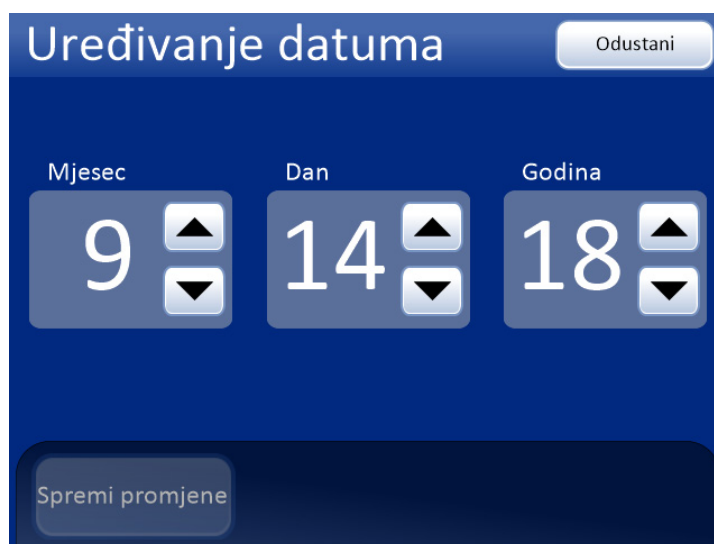 Uređivanje datuma
Odustani
Mjesec
Dan
Godina
9
14
18
Spremi promjene